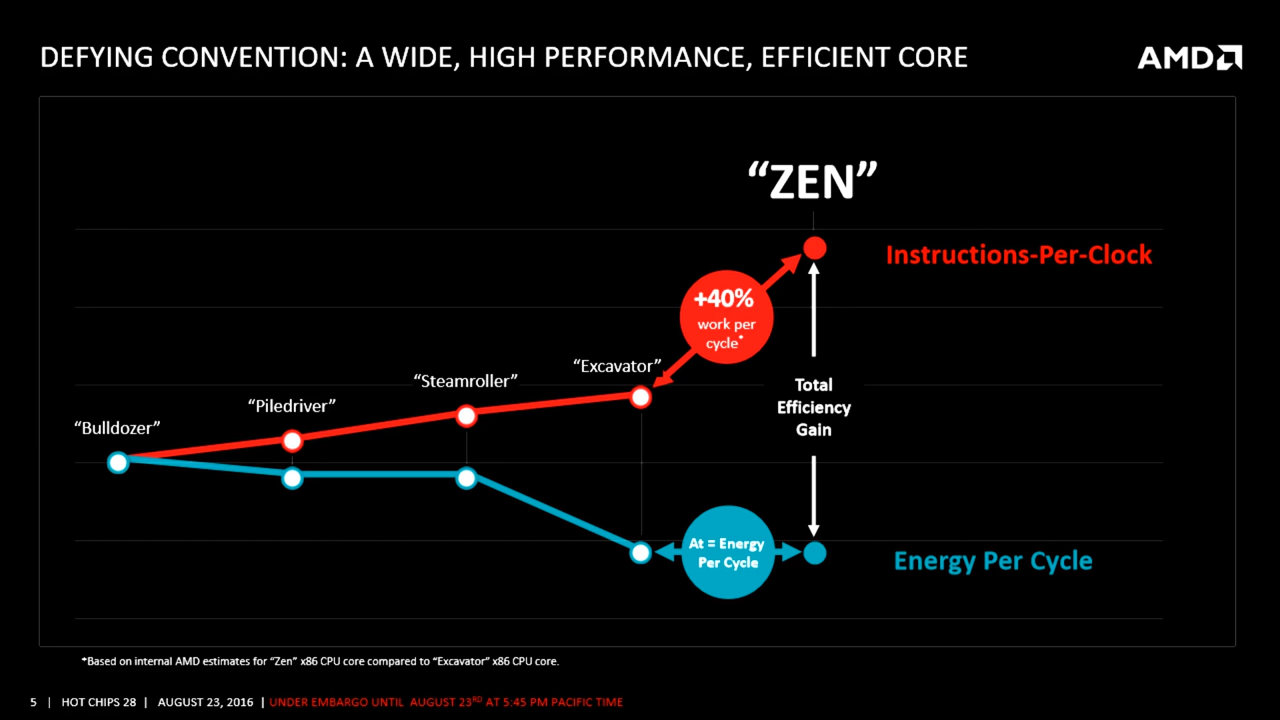 DEFYING CONVENTION: A WIDE, HIGH PERFORMANCE, EFFICIENT CORE
AMD
“ZEN”
Instructions-Per-Clock
+40%
work per
cycle*
“Excavator”
“Steamroller”
“Piledriver”
“Bulldozer”
Total
Efficiency
Gain
At = Energy
Per Cycle
Energy Per Cycle
*Based on internal AMD estimates for “Zen” x86 CPU core compared to “Excavator” x86 CPU core.
5 | HOT CHIPS 28 | AUGUST 23, 2016 | UNDER EMBARGO UNTIL AUGUST 23RD AT 5:45 PM PACIFIC TIME